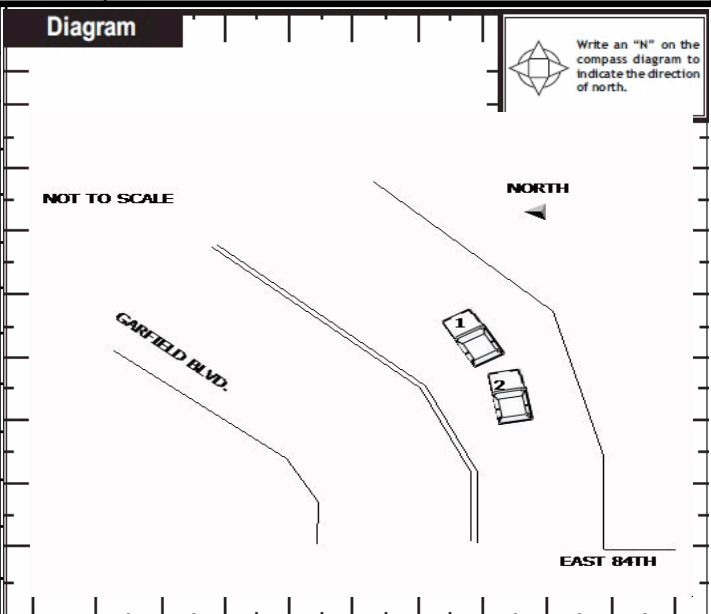 Diagram
Write an “N” on the
compass diagram to
indicate the direction
of north.
NORTH
NOT TO SCALE
GARFIELD BLVD.
1
2
EAST 84TH